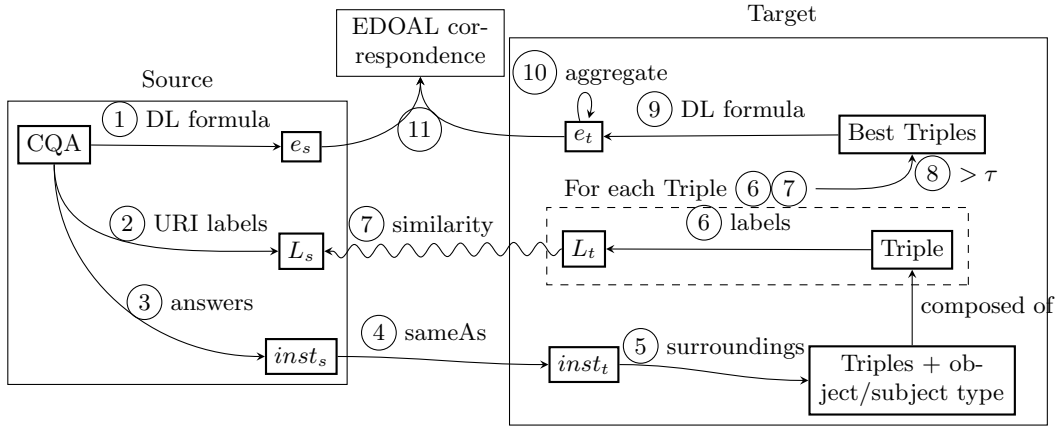 Target
EDOAL cor-
respondence
Source
10 aggregate
1 DL formula
9 DL formula
11
CQA
e_s
e_t
Best Triples
8 > τ
For each Triple 6 7
2 URI labels
7 similarity
6 labels
L_s
L_t
Triple
3 answers
composed of
4 sameAs
5 surroundings
inst_s
inst_t
Triples + ob-
ject/subject type